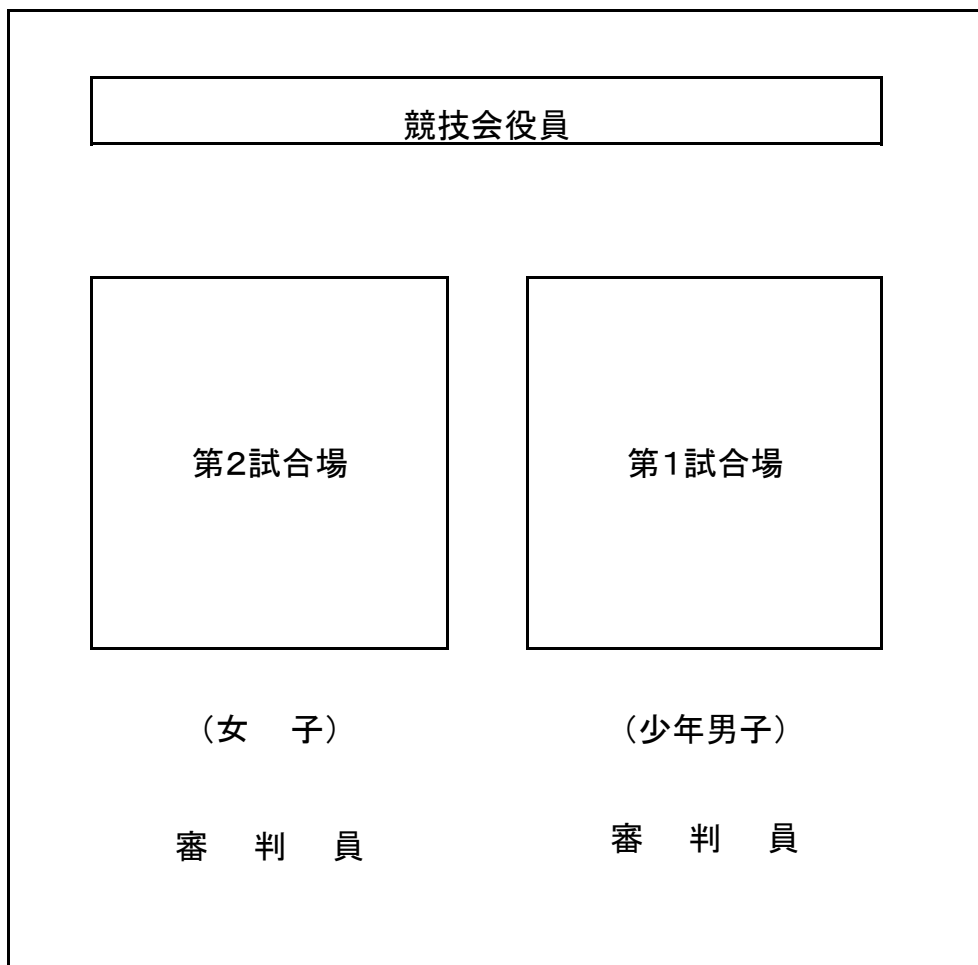 競技会役員
第2試合場 第1試合場
（女　子） （少年男子）
審　判　員 審　判　員